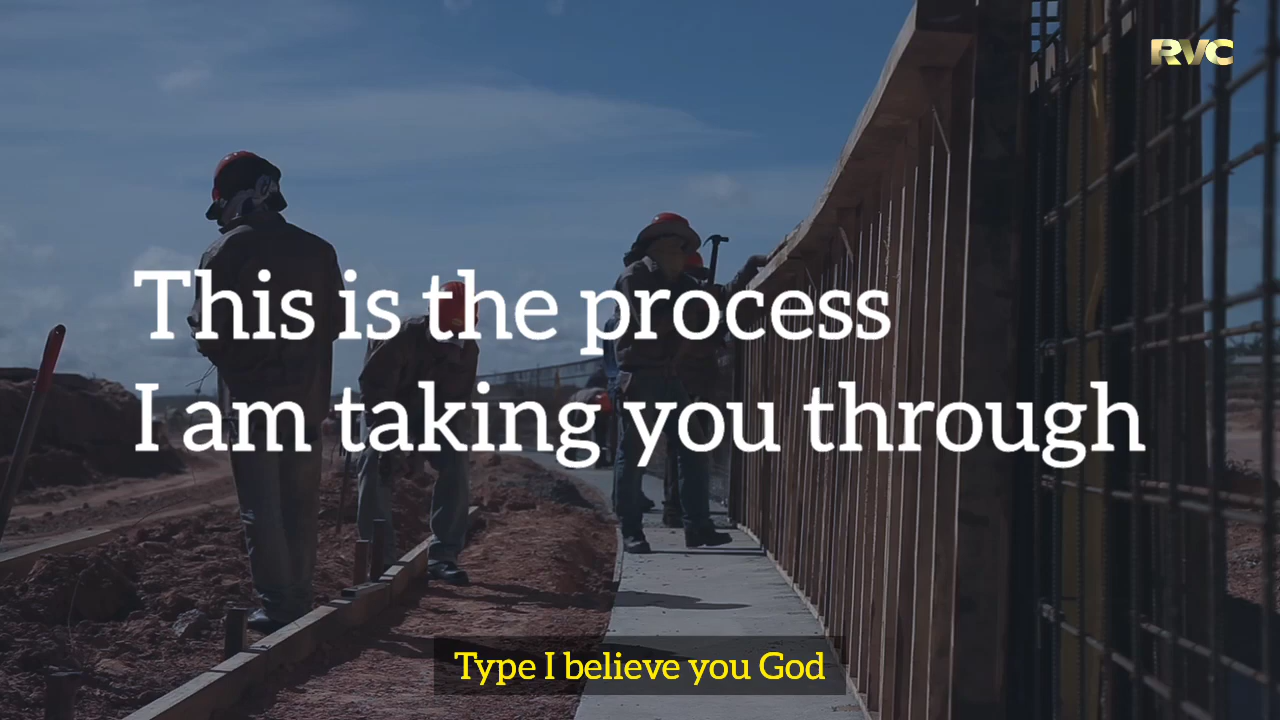 RVC
This is the process
I am taking you through
Type I believe you God